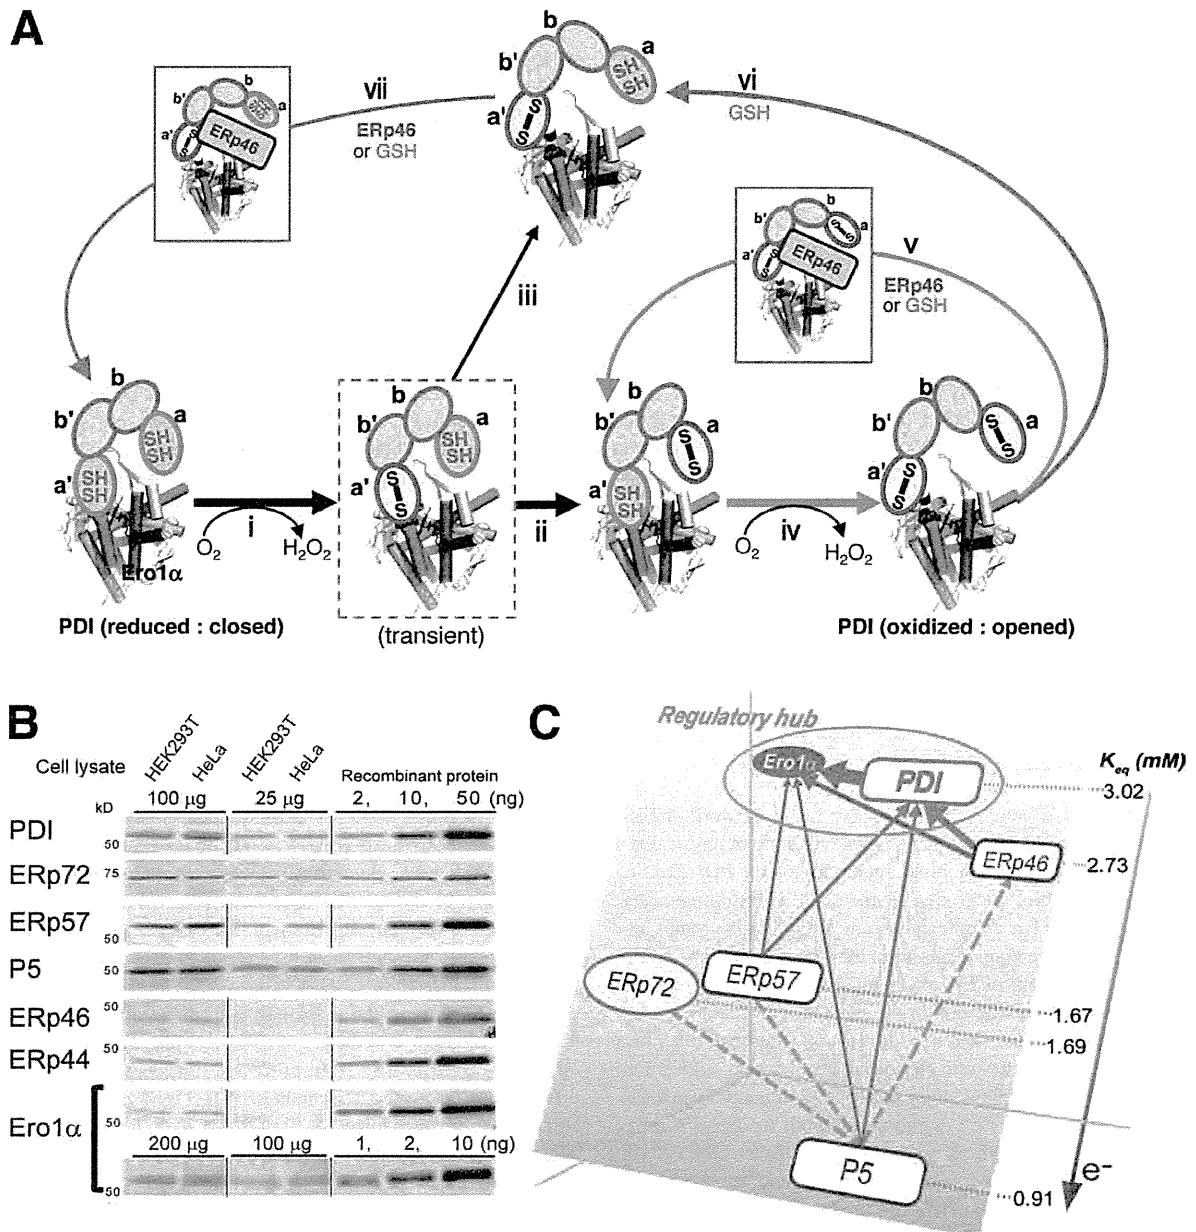 A
b
b'
a
SH
SH
a'
S
S
vii
ERp46
or GSH
vi
GSH
b
b'
a
a'
S
S
ERp46
b
b'
a
S-S
a'
S
S
ERp46
v
ERp46
or GSH
iii
b
b'
a
SH
SH
a'
SH
SH
Ero1α
i
O2
H2O2
b
b'
a
SH
SH
a'
S
S
ii
b
b'
a
S
S
a'
SH
SH
iv
O2
H2O2
b
b'
a
S
S
a'
S
S
PDI (reduced : closed)
(transient)
PDI (oxidized : opened)
B
Cell lysate HEK293T HeLa HEK293T HeLa Recombinant protein
kD 100 µg 25 µg 2, 10, 50 (ng)
PDI 50
ERp72 75
ERp57 50
P5 50
ERp46 50
ERp44 50
Ero1α 50
200 µg 100 µg 1, 2, 10 (ng)
50
C
Regulatory hub
Ero1α
PDI
Keq (mM)
3.02
ERp46
2.73
ERp72
ERp57
1.67
1.69
P5
0.91
e-